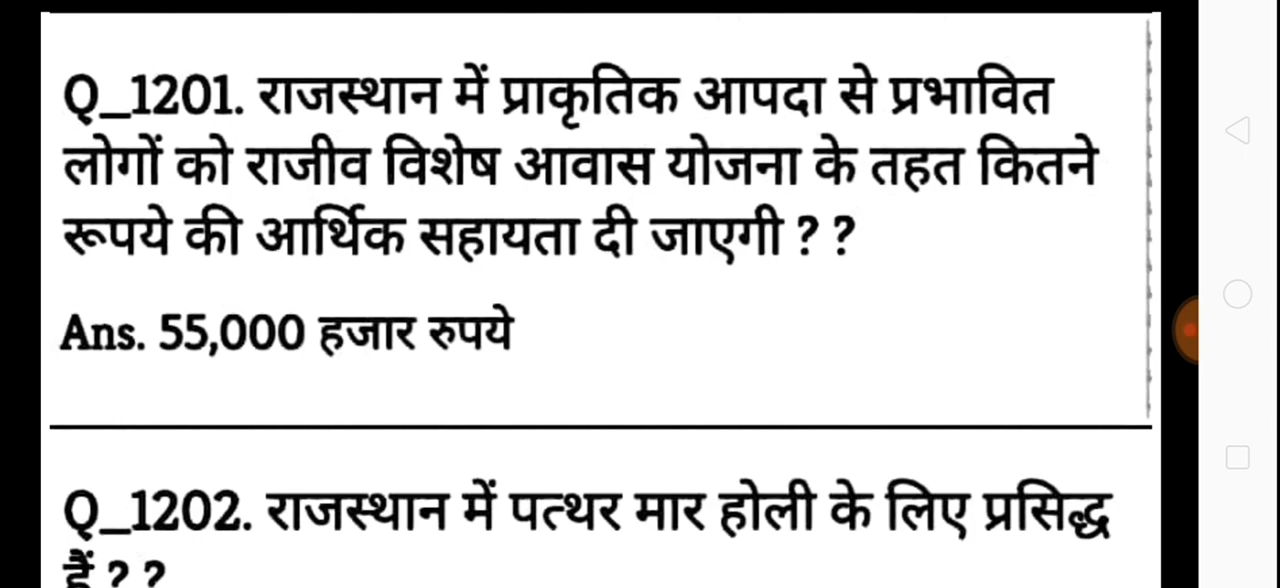 Q_1201. राजस्थान में प्राकृतिक आपदा से प्रभावित
लोगों को राजीव विशेष आवास योजना के तहत कितने
रूपये की आर्थिक सहायता दी जाएगी ? ?
Ans. 55,000 हजार रुपये
Q_1202. राजस्थान में पत्थर मार होली के लिए प्रसिद्ध
हैं ? ?